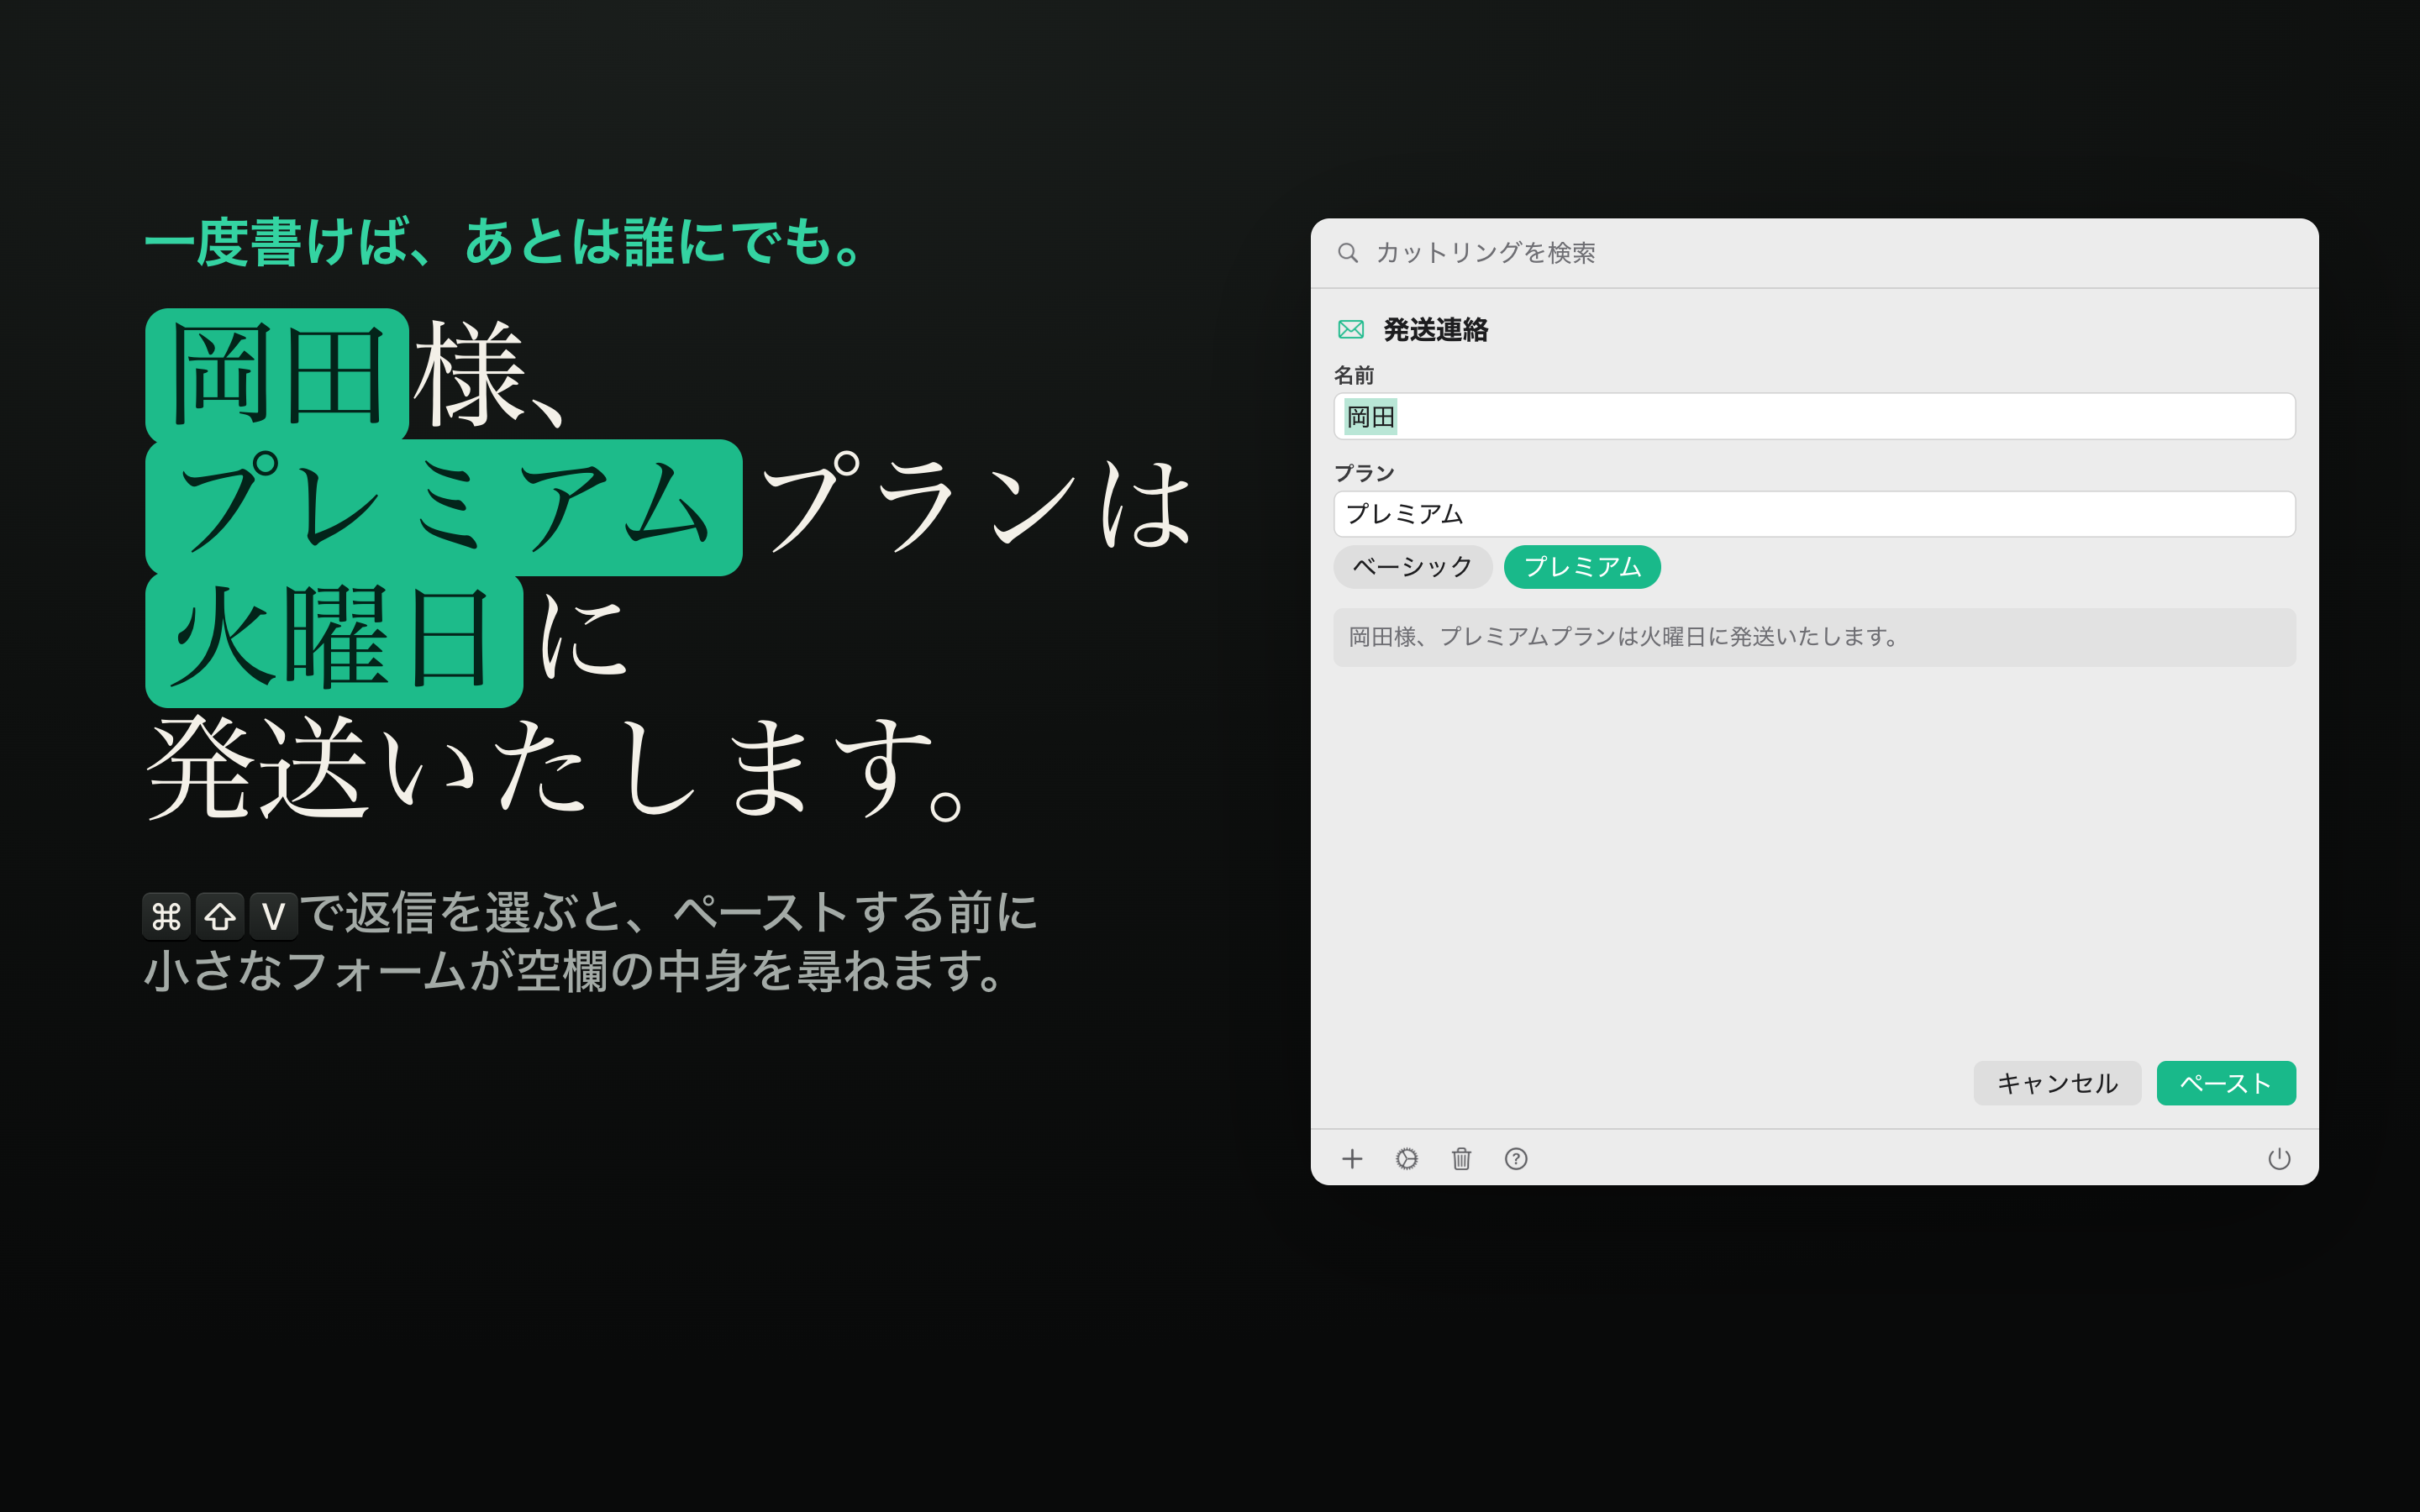 一度書けば、あとは誰にでも。
岡田様、
プレミアムプランは
火曜日に
発送いたします。
⌘⇧Vで返信を選ぶと、ペーストする前に
小さなフォームが空欄の中身を尋ねます。
カットリングを検索
発送連絡
名前
岡田
プラン
プレミアム
ベーシック プレミアム
岡田様、プレミアムプランは火曜日に発送いたします。
キャンセル ペースト